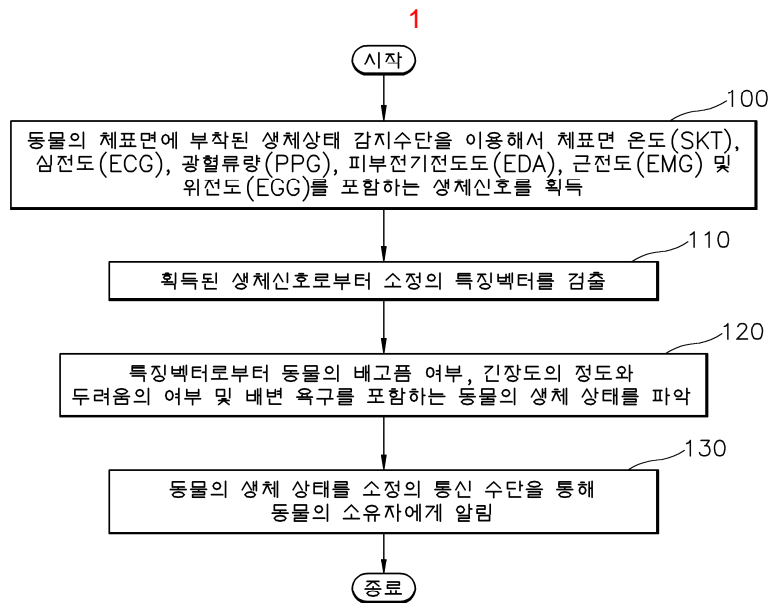 1
시작
100
동물의 체표면에 부착된 생체상태 감지수단을 이용해서 체표면 온도(SKT),
심전도(ECG), 광혈류량(PPG), 피부전기전도도(EDA), 근전도(EMG) 및
위전도(EGG)를 포함하는 생체신호를 획득
110
획득된 생체신호로부터 소정의 특징벡터를 검출
120
특징벡터로부터 동물의 배고픔 여부, 긴장도의 정도와
두려움의 여부 및 배변 욕구를 포함하는 동물의 생체 상태를 파악
130
동물의 생체 상태를 소정의 통신 수단을 통해
동물의 소유자에게 알림
종료